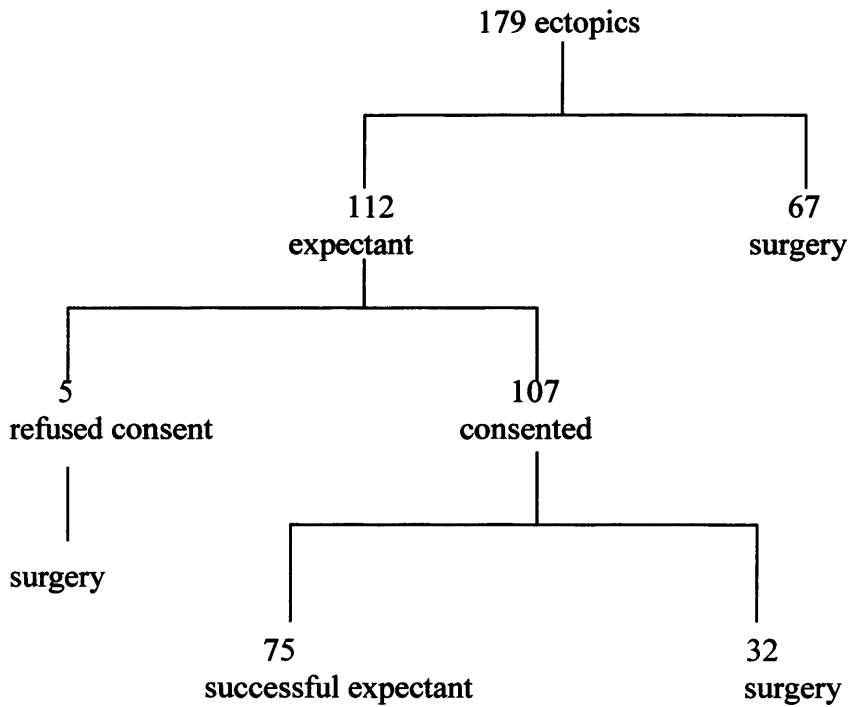 179 ectopics
112
expectant
67
surgery
5
refused consent
107
consented
surgery
75
successful expectant
32
surgery